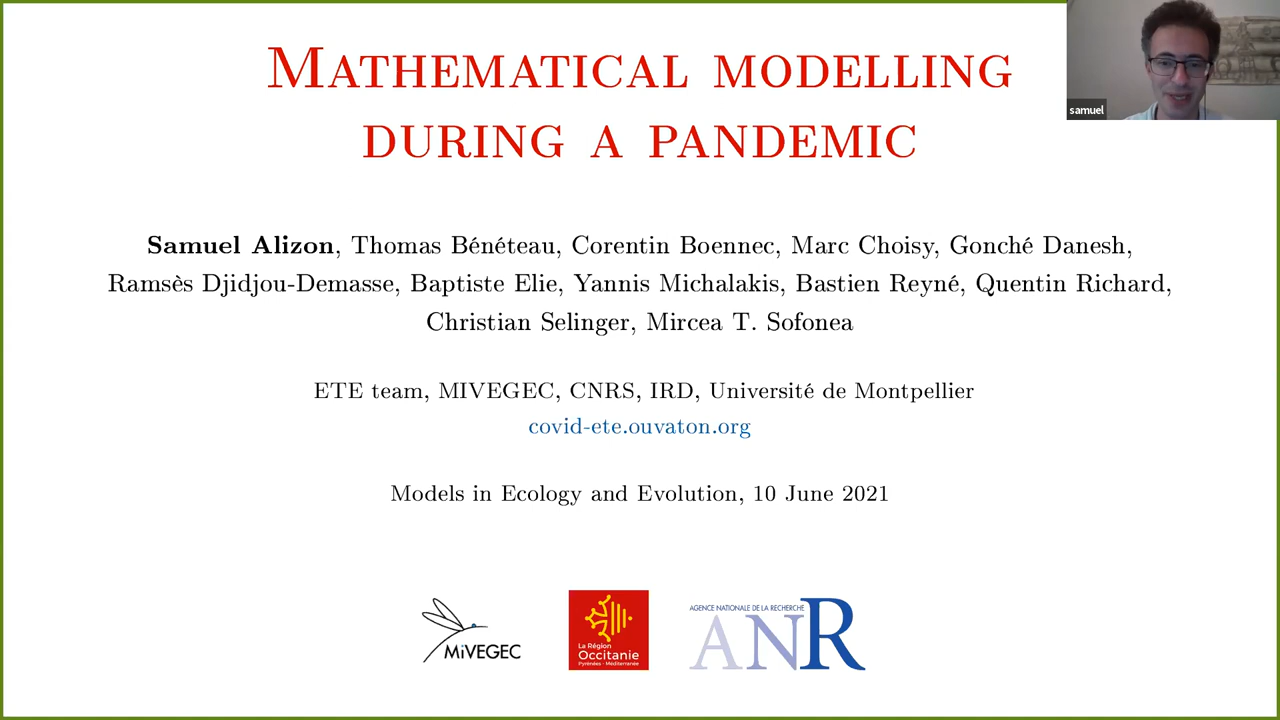 MATHEMATICAL MODELLING
DURING A PANDEMIC
samuel
Samuel Alizon, Thomas Bénéteau, Corentin Boennec, Marc Choisy, Gonché Danesh,
Ramsès Djidjou-Demasse, Baptiste Elie, Yannis Michalakis, Bastien Reyné, Quentin Richard,
Christian Selinger, Mircea T. Sofonea
ETE team, MIVEGEC, CNRS, IRD, Université de Montpellier
covid-ete.ouvaton.org
Models in Ecology and Evolution, 10 June 2021
MiVEGEC
La Région
Occitanie
Pyrénées - Méditerranée
AGENCE NATIONALE DE LA RECHERCHE
ANR